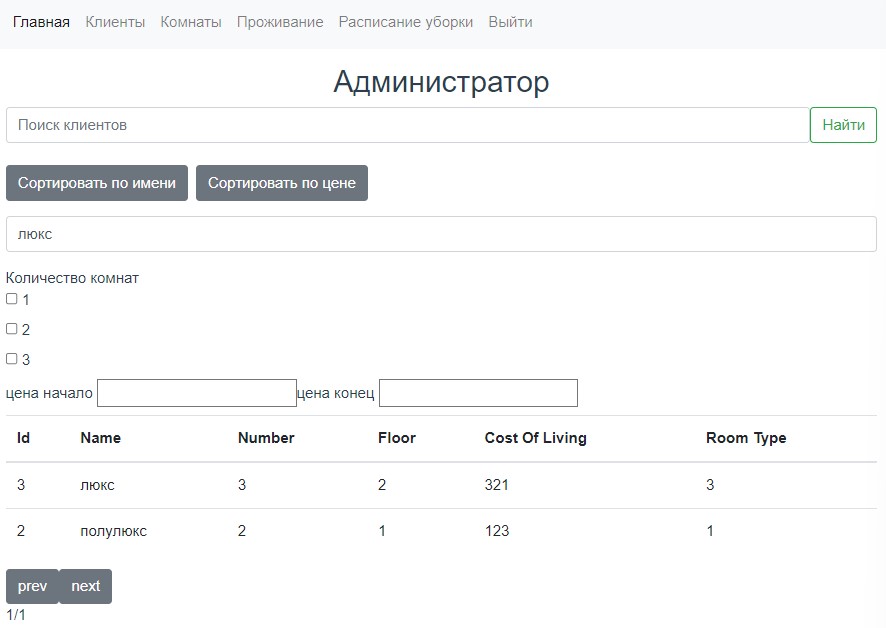 Главная Клиенты Комнаты Проживание Расписание уборки Выйти
Администратор
Поиск клиентов Найти
Сортировать по имени Сортировать по цене
люкс
Количество комнат
1
2
3
цена начало цена конец
Id Name Number Floor Cost Of Living Room Type
3 люкс 3 2 321 3
2 полулюкс 2 1 123 1
prev next
1/1